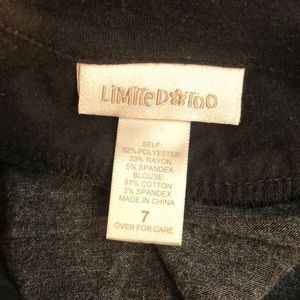 LiMiTeD✽Too
SELF:
62% POLYESTER
33% RAYON
5% SPANDEX
BLOUSE
97% COTTON
3% SPANDEX
MADE IN CHINA
7
OVER FOR CARE